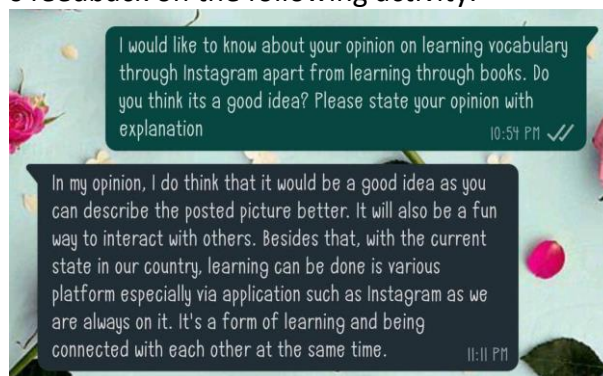 I would like to know about your opinion on learning vocabulary
through Instagram apart from learning through books. Do
you think its a good idea? Please state your opinion with
explanation
10:54 PM
In my opinion, I do think that it would be a good idea as you
can describe the posted picture better. It will also be a fun
way to interact with others. Besides that, with the current
state in our country, learning can be done is various
platform especially via application such as Instagram as we
are always on it. It's a form of learning and being
connected with each other at the same time.
11:11 PM